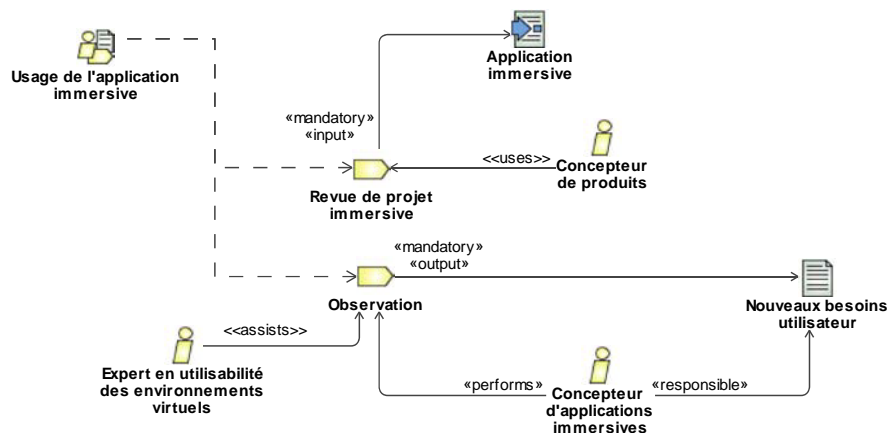 Usage de l'application
immersive
Application
immersive
«mandatory»
«input»
<<uses>>
Concepteur
de produits
Revue de projet
immersive
«mandatory»
«output»
Observation
Nouveaux besoins
utilisateur
<<assists>>
Expert en utilisabilité
des environnements
virtuels
«performs»
Concepteur
d'applications
immersives
«responsible»